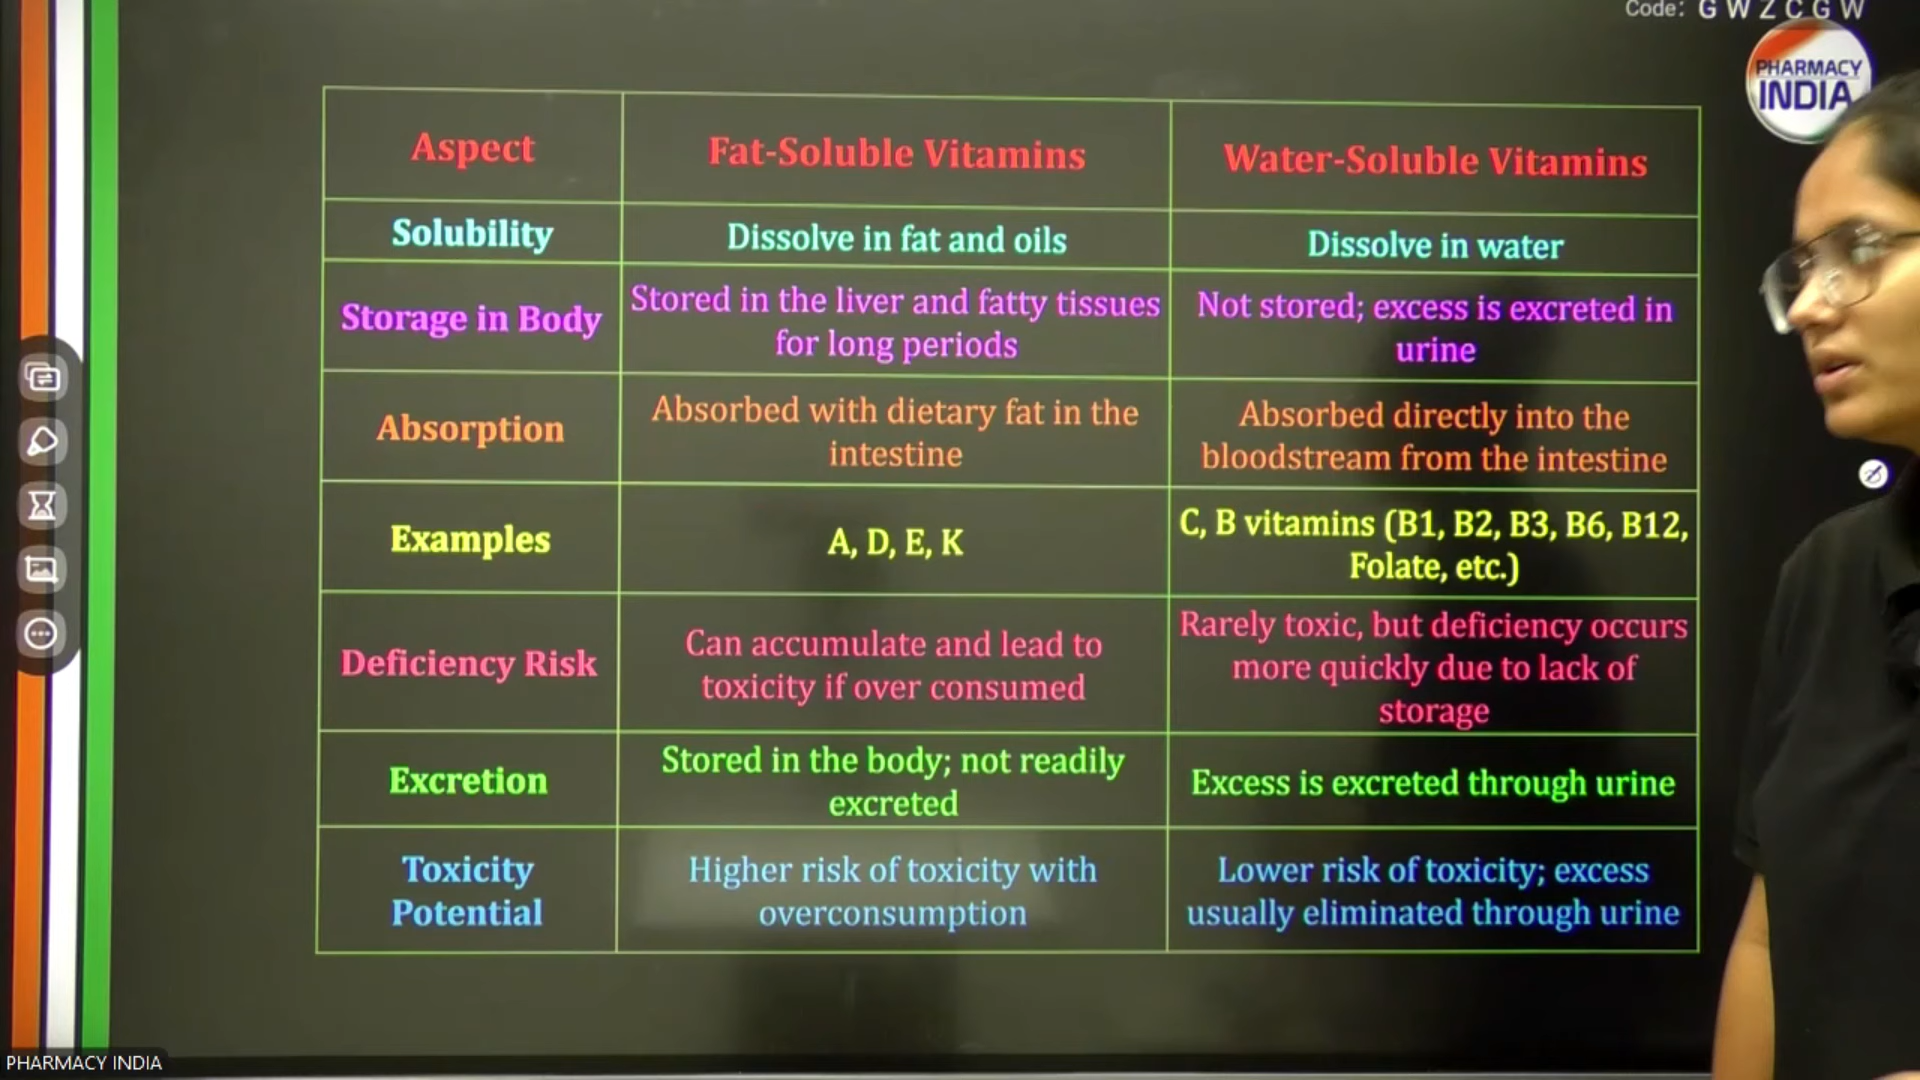 Code: G W Z C G W
PHARMACY
INDIA
Aspect
Fat-Soluble Vitamins
Water-Soluble Vitamins
Solubility
Dissolve in fat and oils
Dissolve in water
Storage in Body
Stored in the liver and fatty tissues
for long periods
Not stored; excess is excreted in
urine
Absorption
Absorbed with dietary fat in the
intestine
Absorbed directly into the
bloodstream from the intestine
Examples
A, D, E, K
C, B vitamins (B1, B2, B3, B6, B12,
Folate, etc.)
Deficiency Risk
Can accumulate and lead to
toxicity if over consumed
Rarely toxic, but deficiency occurs
more quickly due to lack of
storage
Excretion
Stored in the body; not readily
excreted
Excess is excreted through urine
Toxicity
Potential
Higher risk of toxicity with
overconsumption
Lower risk of toxicity; excess
usually eliminated through urine
PHARMACY INDIA